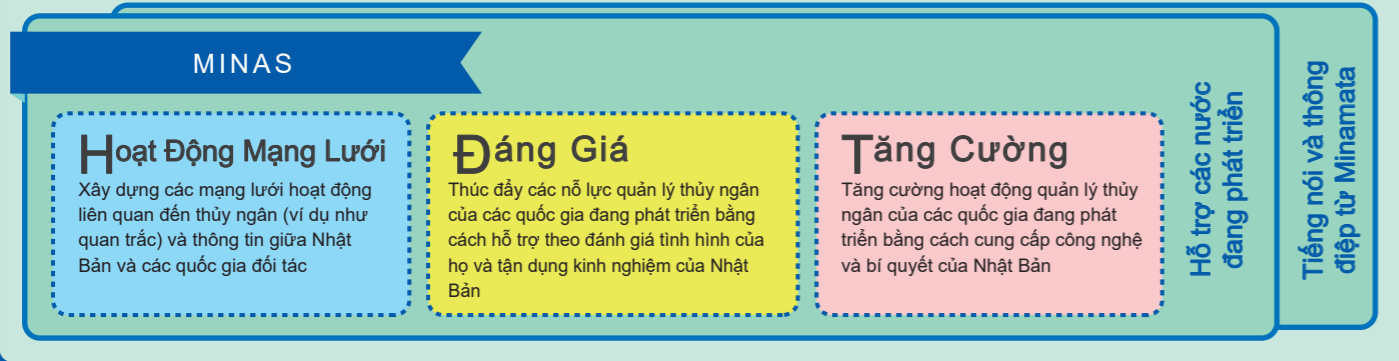 MINAS
Hoạt Động Mạng Lưới
Xây dựng các mạng lưới hoạt động
liên quan đến thủy ngân (ví dụ như
quan trắc) và thông tin giữa Nhật
Bản và các quốc gia đối tác
Đáng Giá
Thúc đẩy các nỗ lực quản lý thủy ngân
của các quốc gia đang phát triển bằng
cách hỗ trợ theo đánh giá tình hình của
họ và tận dụng kinh nghiệm của Nhật
Bản
Tăng Cường
Tăng cường hoạt động quản lý thủy
ngân của các quốc gia đang phát
triển bằng cách cung cấp công nghệ
và bí quyết của Nhật Bản
Hỗ trợ các nước
đang phát triển
Tiếng nói và thông
điệp từ Minamata